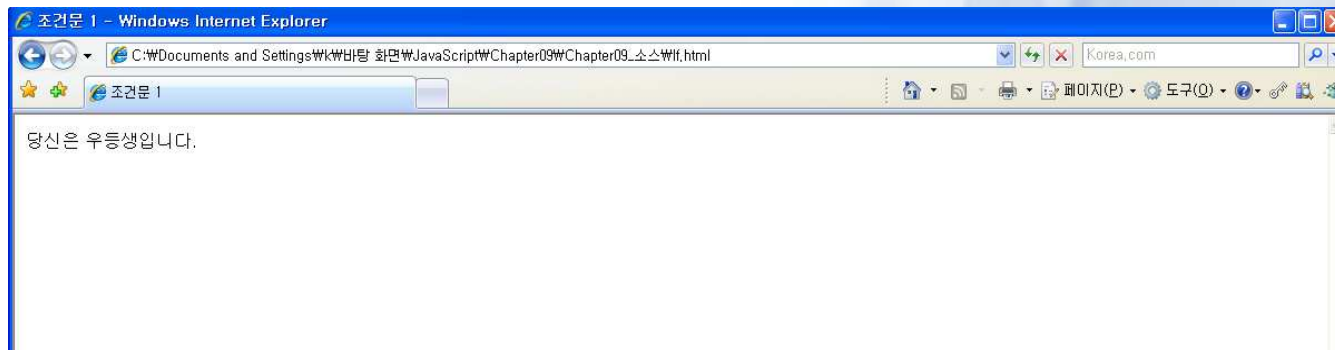 조건문 1 - Windows Internet Explorer
C:₩Documents and Settings₩k₩바탕 화면₩JavaScript₩Chapter09₩Chapter09_소스₩If.html
Korea.com
조건문 1
페이지(P)
도구(O)
당신은 우등생입니다.